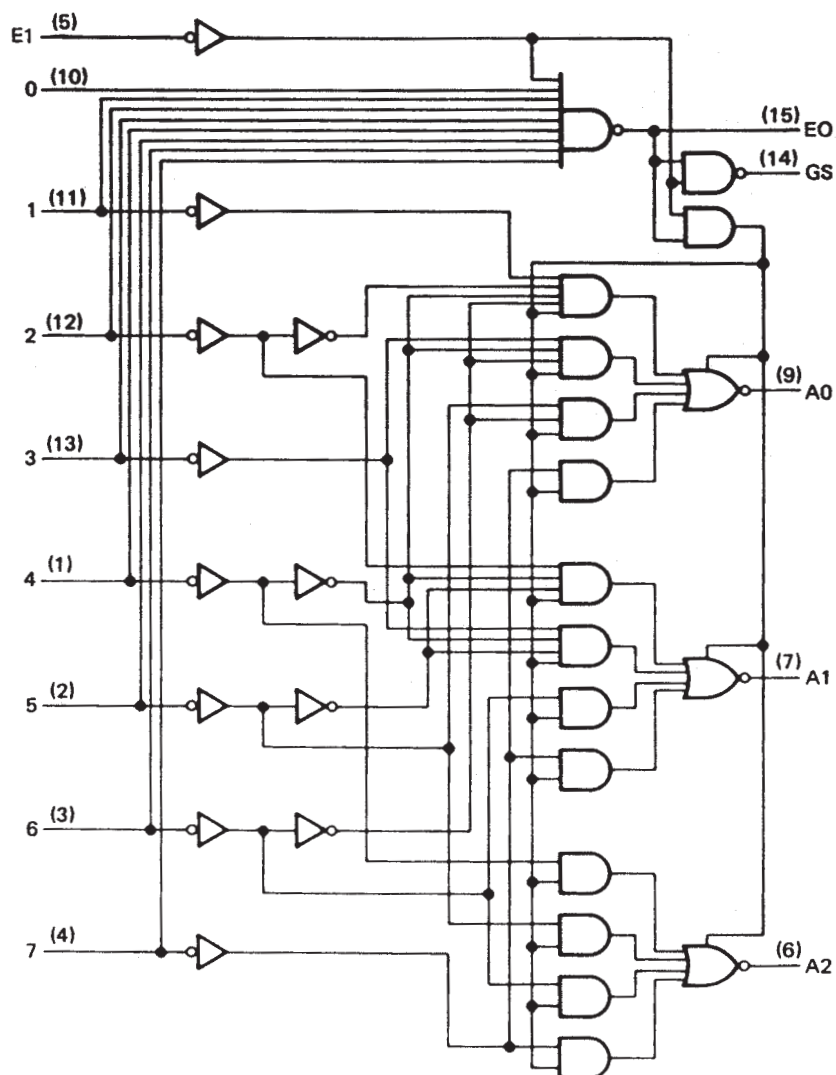 E1 (5)
0 (10)
(15) EO
(14) GS
1 (11)
2 (12)
(9) A0
3 (13)
4 (1)
(7) A1
5 (2)
6 (3)
7 (4)
(6) A2